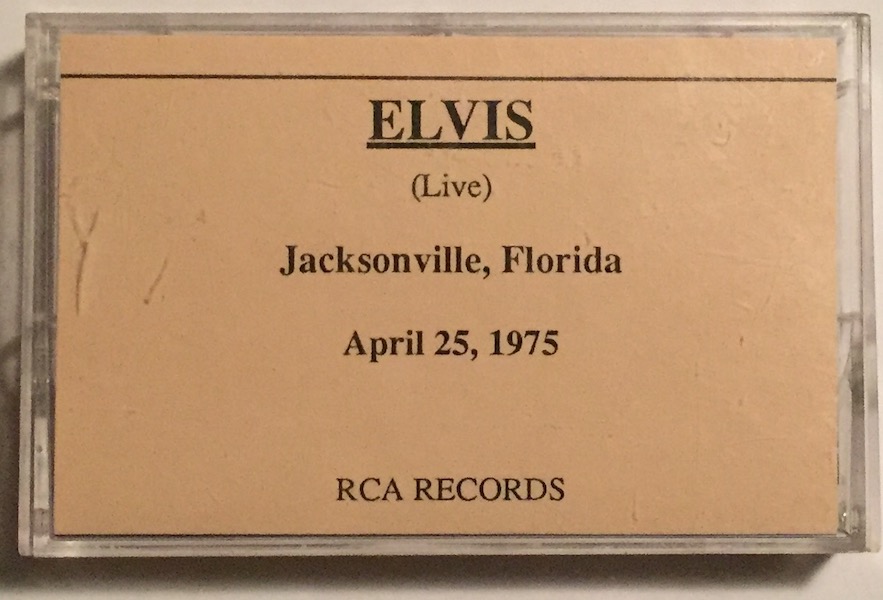 ELVIS
(Live)
Jacksonville, Florida
April 25, 1975
RCA RECORDS